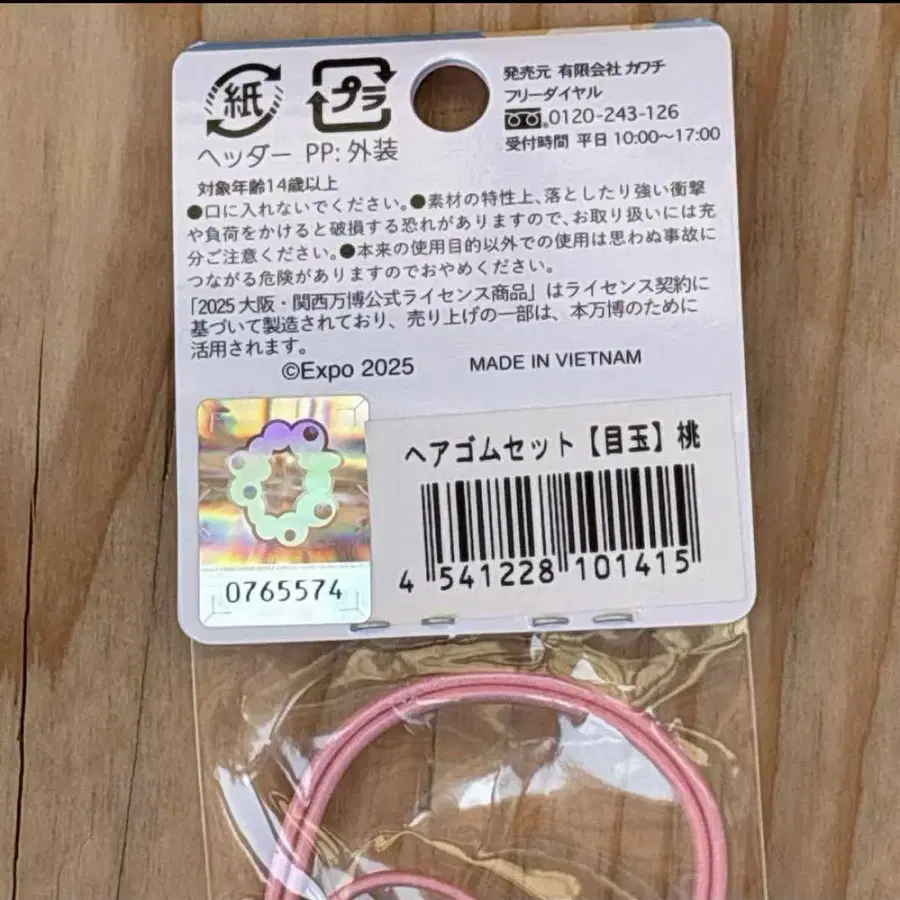 紙
プラ
ヘッダー PP: 外装
発売元 有限会社 カワチ
フリーダイヤル
0120-243-126
受付時間 平日 10:00〜17:00
対象年齢14歳以上
●口に入れないでください。●素材の特性上、落としたり強い衝撃
や負荷をかけると破損する恐れがありますので、お取り扱いには充
分ご注意ください。●本来の使用目的以外での使用は思わぬ事故に
つながる危険がありますのでおやめください。
「2025 大阪・関西万博公式ライセンス商品」はライセンス契約に
基づいて製造されており、売り上げの一部は、本万博のために
活用されます。
©Expo 2025 MADE IN VIETNAM
0765574
ヘアゴムセット【目玉】桃
4 541228 101415